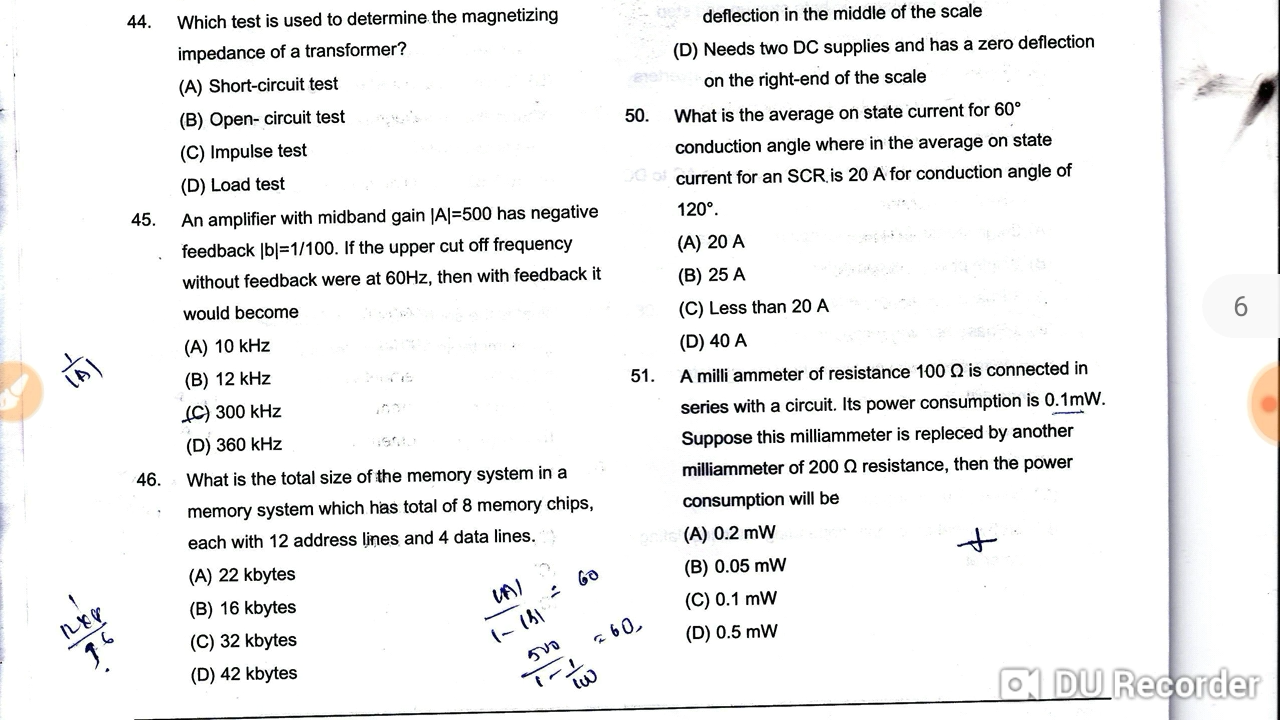 44. Which test is used to determine the magnetizing
impedance of a transformer?
(A) Short-circuit test
(B) Open- circuit test
(C) Impulse test
(D) Load test
45. An amplifier with midband gain |A|=500 has negative
feedback |b|=1/100. If the upper cut off frequency
without feedback were at 60Hz, then with feedback it
would become
(A) 10 kHz
(B) 12 kHz
(C) 300 kHz
(D) 360 kHz
46. What is the total size of the memory system in a
memory system which has total of 8 memory chips,
each with 12 address lines and 4 data lines.
(A) 22 kbytes
(B) 16 kbytes
(C) 32 kbytes
(D) 42 kbytes
1
|A|
|A|
1 - |B| = 60
500
1 - 1/100 = 60,
deflection in the middle of the scale
(D) Needs two DC supplies and has a zero deflection
on the right-end of the scale
50. What is the average on state current for 60°
conduction angle where in the average on state
current for an SCR is 20 A for conduction angle of
120°.
(A) 20 A
(B) 25 A
(C) Less than 20 A
(D) 40 A
51. A milli ammeter of resistance 100 Ω is connected in
series with a circuit. Its power consumption is 0.1mW.
Suppose this milliammeter is repleced by another
milliammeter of 200 Ω resistance, then the power
consumption will be
(A) 0.2 mW
(B) 0.05 mW
(C) 0.1 mW
(D) 0.5 mW
6
DU Recorder